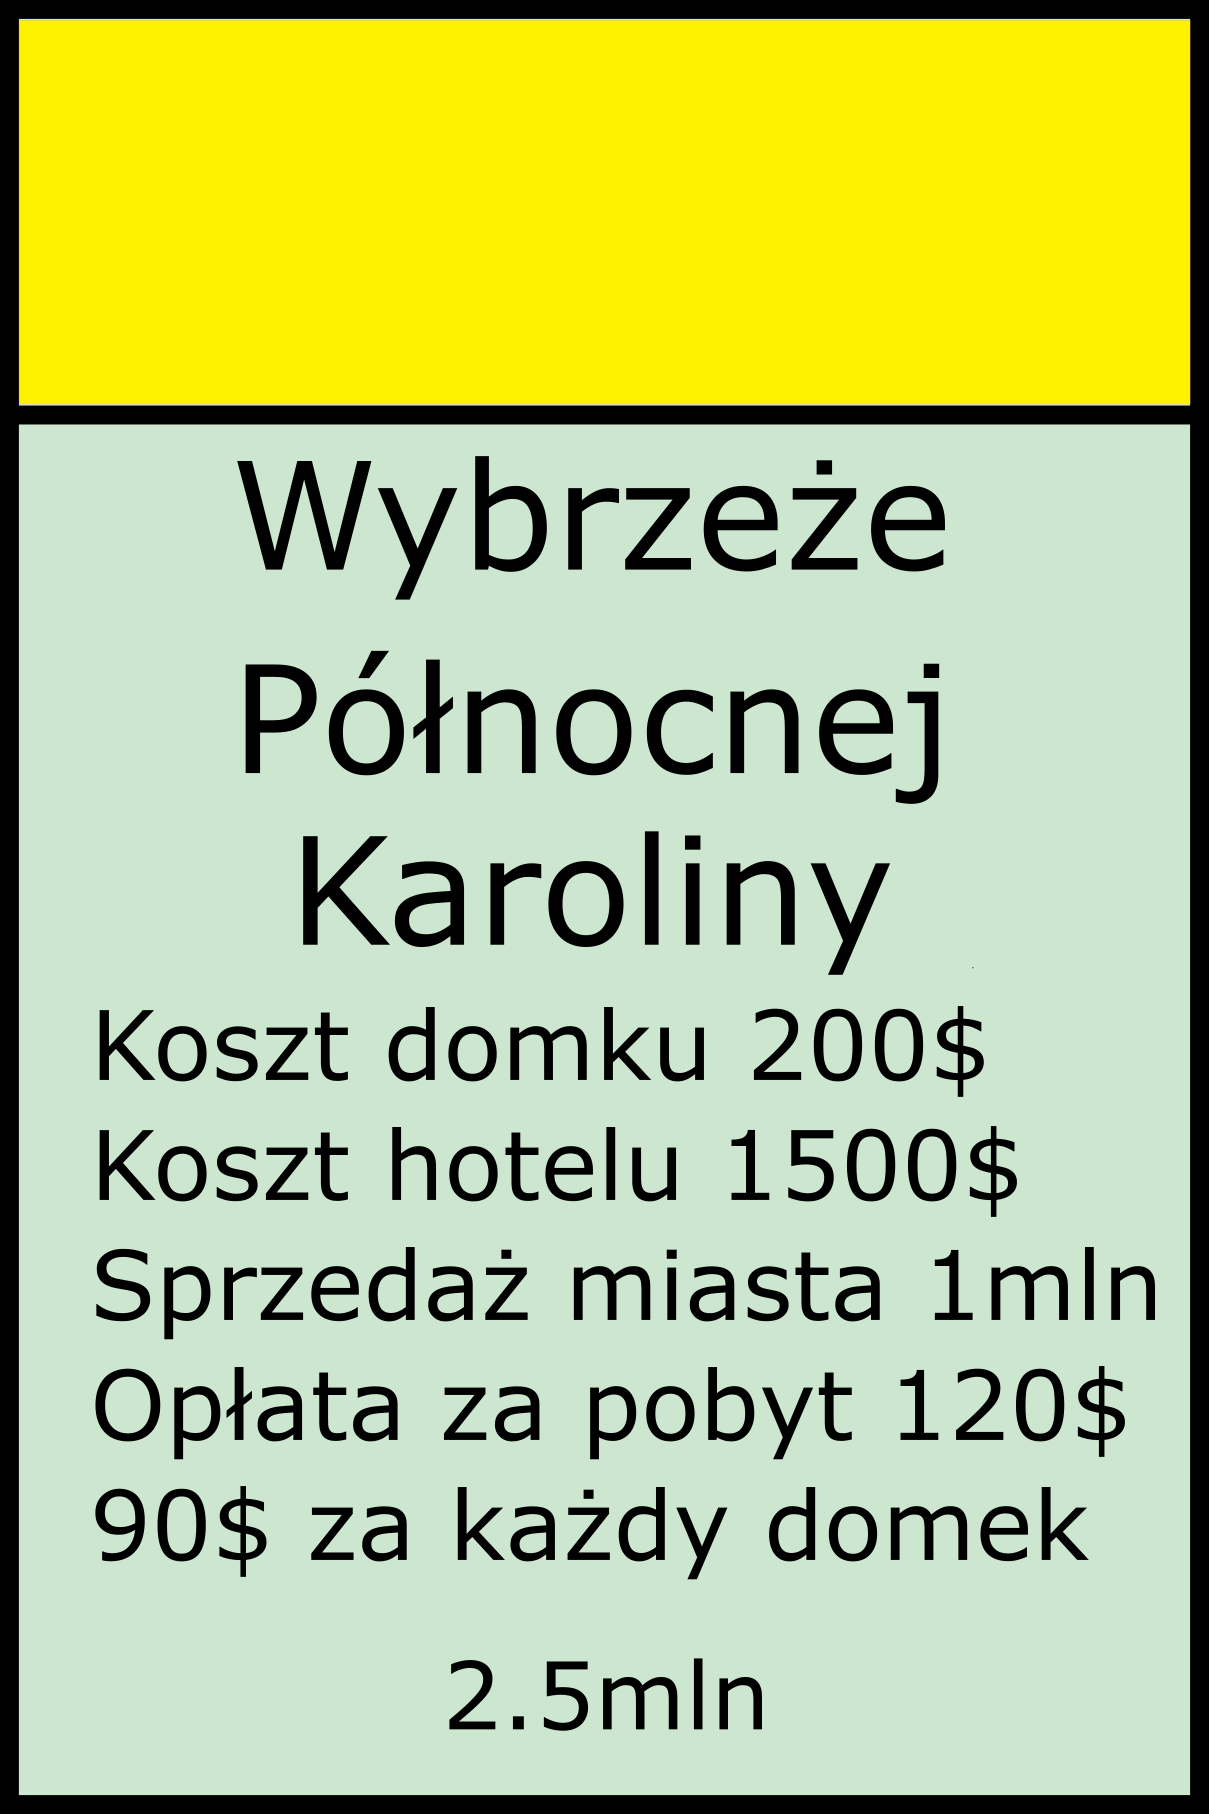 Wybrzeże
Północnej
Karoliny
Koszt domku 200$
Koszt hotelu 1500$
Sprzedaż miasta 1mln
Opłata za pobyt 120$
90$ za każdy domek
2.5mln